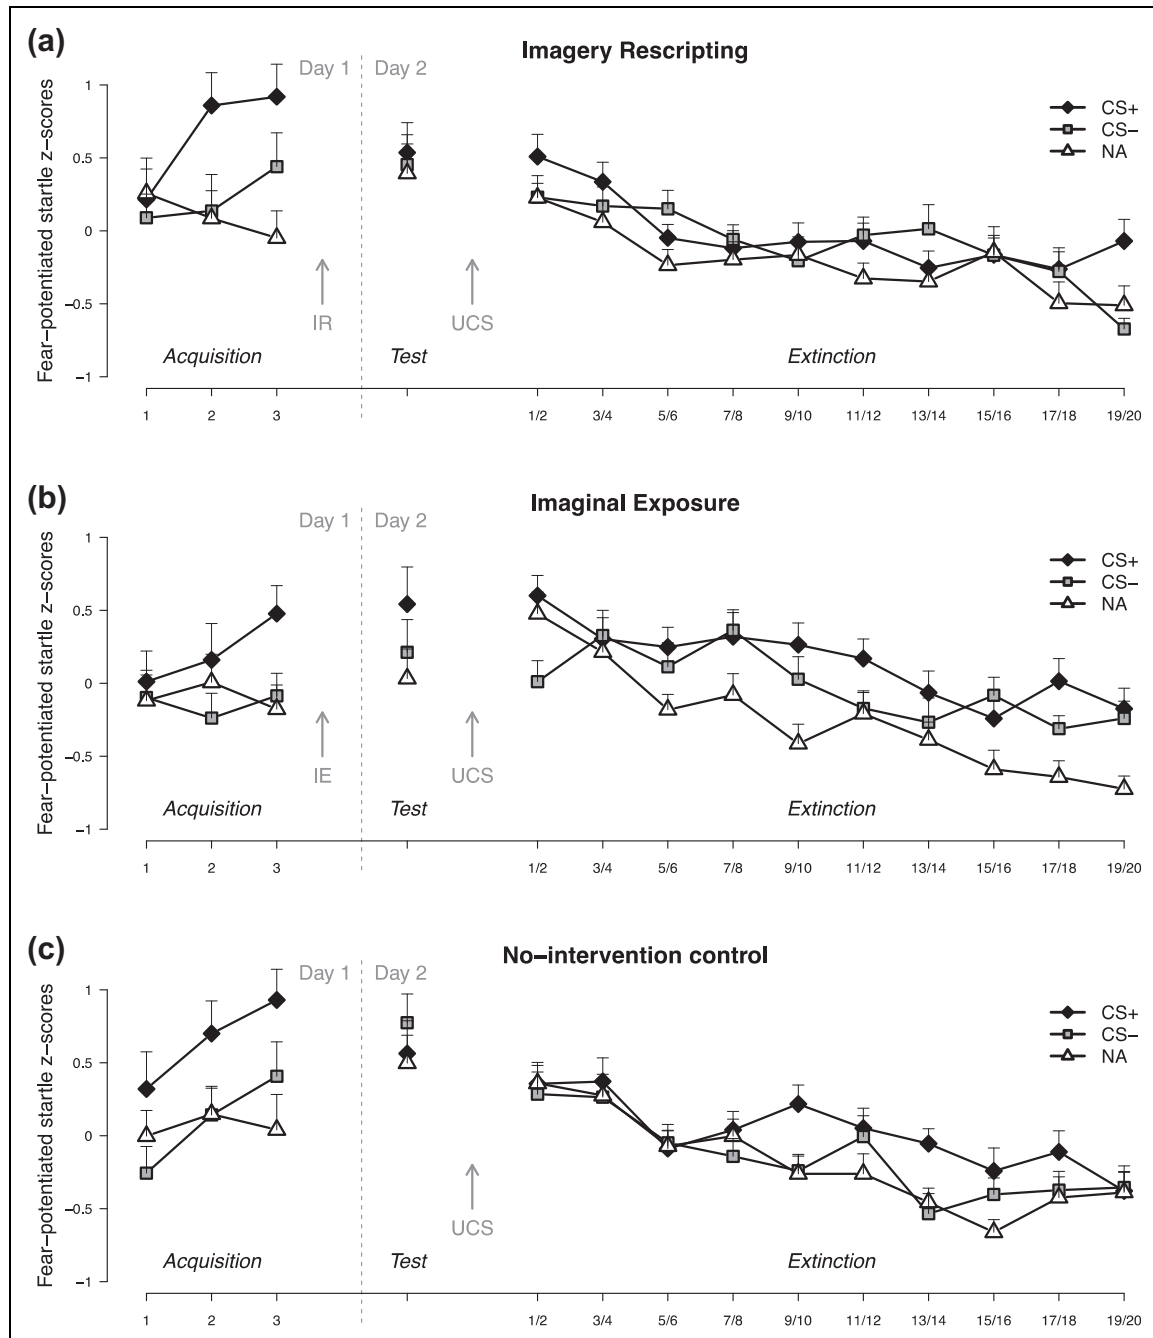 (a)
Imagery Rescripting
Day 1 Day 2
Fear−potentiated startle z−scores
1
0.5
0
−0.5
−1
CS+
CS−
NA
IR UCS
Acquisition Test Extinction
1 2 3 1/2 3/4 5/6 7/8 9/10 11/12 13/14 15/16 17/18 19/20
(b)
Imaginal Exposure
Day 1 Day 2
Fear−potentiated startle z−scores
1
0.5
0
−0.5
−1
CS+
CS−
NA
IE UCS
Acquisition Test Extinction
1 2 3 1/2 3/4 5/6 7/8 9/10 11/12 13/14 15/16 17/18 19/20
(c)
No−intervention control
Day 1 Day 2
Fear−potentiated startle z−scores
1
0.5
0
−0.5
−1
CS+
CS−
NA
UCS
Acquisition Test Extinction
1 2 3 1/2 3/4 5/6 7/8 9/10 11/12 13/14 15/16 17/18 19/20